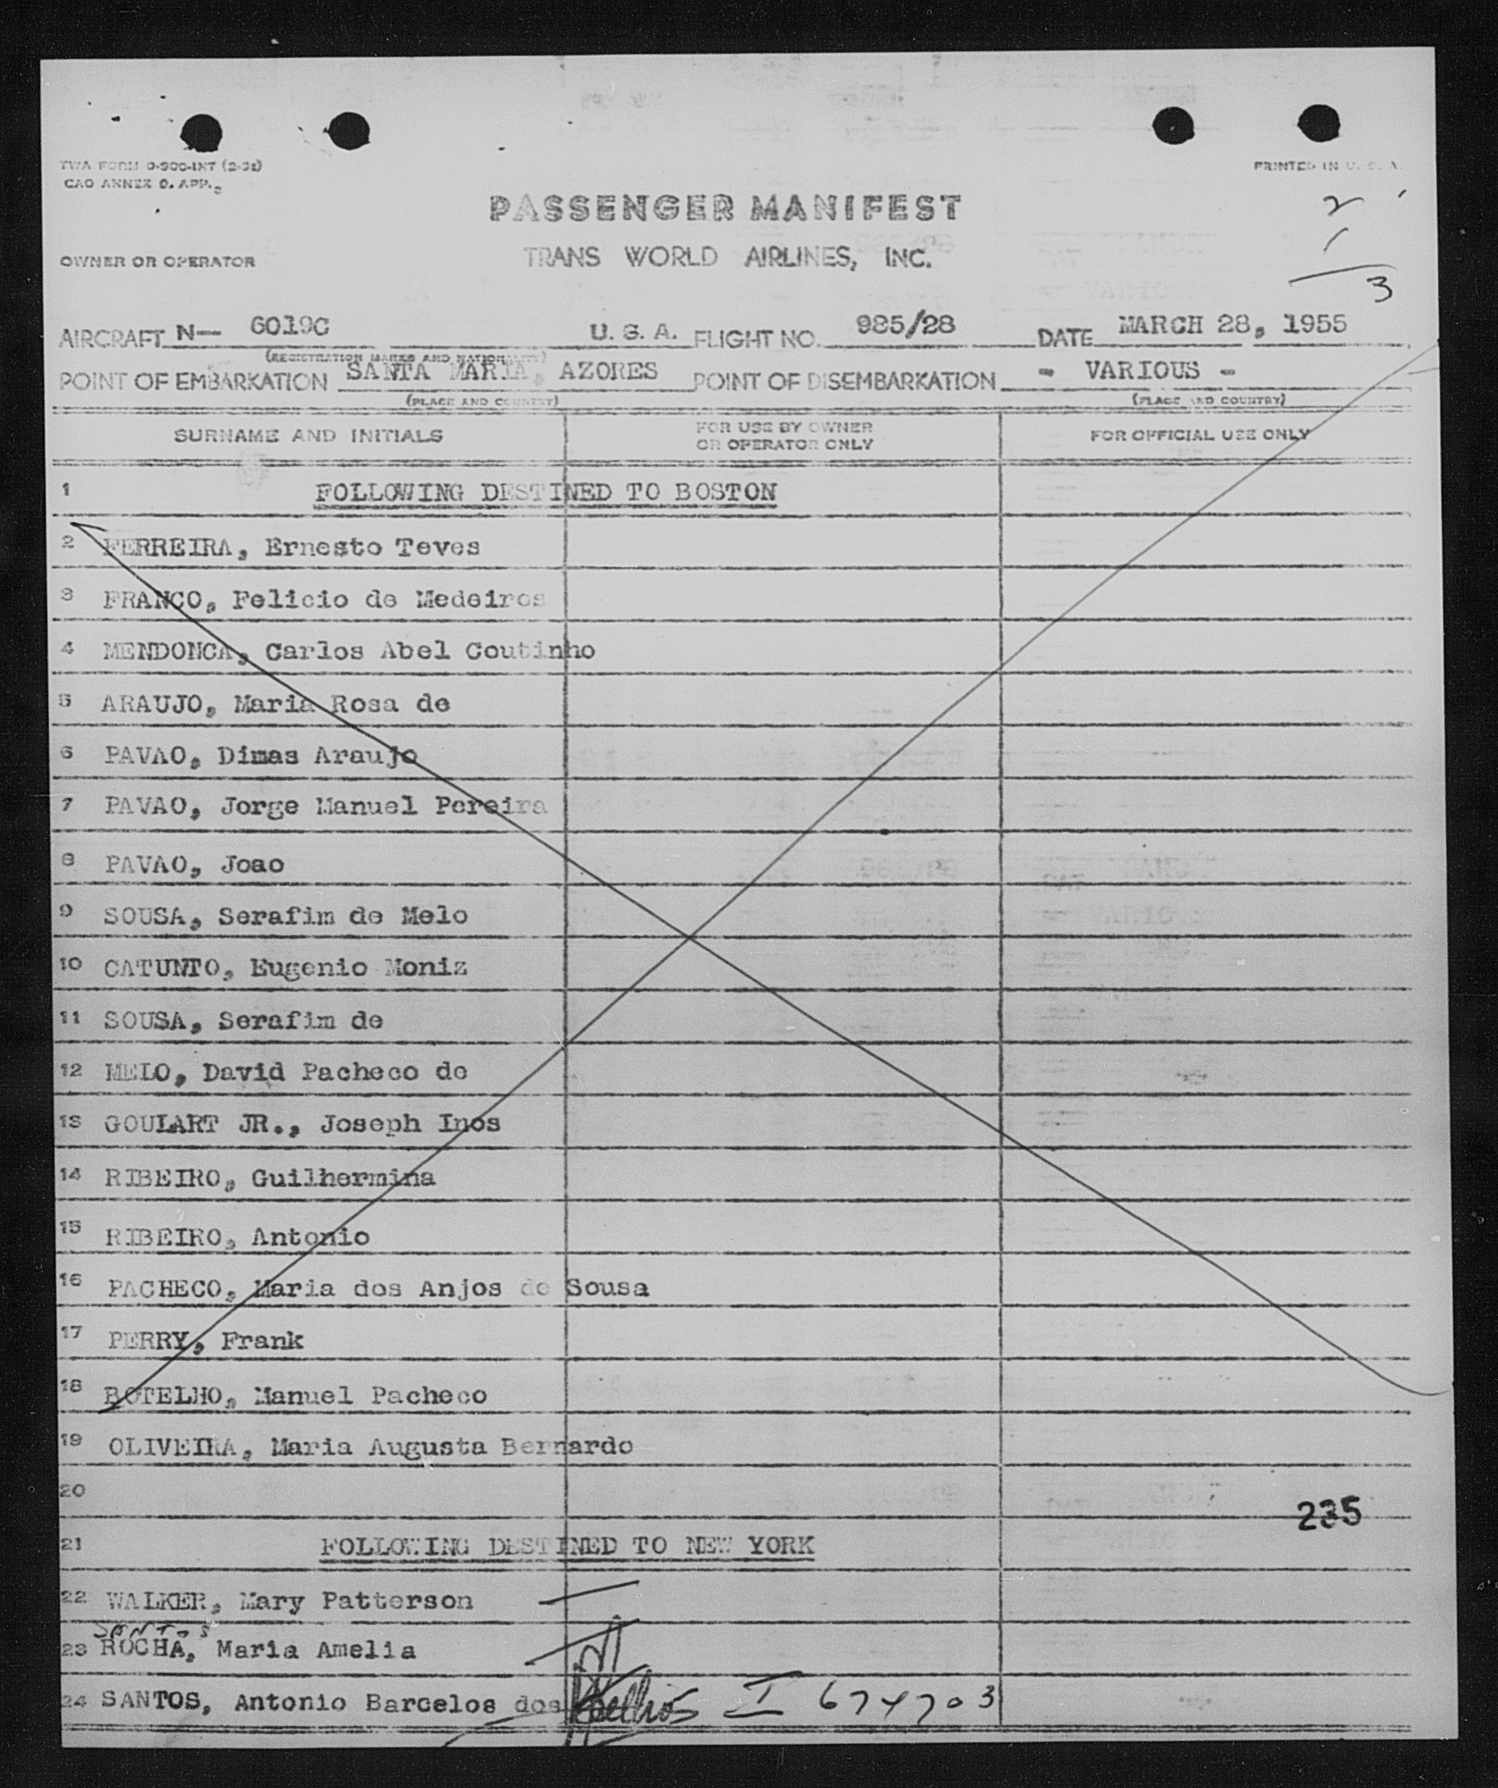 TWA FORM O-900-INT (2-51)
CAO ANNEX 9. APP.
PRINTED IN U. S. A.
PASSENGER MANIFEST
2
1
3
OWNER OR OPERATOR TRANS WORLD AIRLINES, INC.
AIRCRAFT N— 6019C U. S. A. FLIGHT NO. 985/28 DATE MARCH 28, 1955
(REGISTRATION MARKS AND NATIONALITY)
POINT OF EMBARKATION SANTA MARIA, AZORES POINT OF DISEMBARKATION - VARIOUS -
(PLACE AND COUNTRY) (PLACE AND COUNTRY)
SURNAME AND INITIALS FOR USE BY OWNER OR OPERATOR ONLY FOR OFFICIAL USE ONLY
1 FOLLOWING DESTINED TO BOSTON
2 FERREIRA, Ernesto Teves
3 FRANCO, Felicio de Medeiros
4 MENDONCA, Carlos Abel Coutinho
5 ARAUJO, Maria Rosa de
6 PAVAO, Dimas Araujo
7 PAVAO, Jorge Manuel Pereira
8 PAVAO, Joao
9 SOUSA, Serafim de Melo
10 CATUNTO, Eugenio Moniz
11 SOUSA, Serafim de
12 MELO, David Pacheco de
13 GOULART JR., Joseph Inos
14 RIBEIRO, Guilhermina
15 RIBEIRO, Antonio
16 PACHECO, Maria dos Anjos de Sousa
17 PERRY, Frank
18 BOTELHO, Manuel Pacheco
19 OLIVEIRA, Maria Augusta Bernardo
20
235
21 FOLLOWING DESTINED TO NEW YORK
22 WALKER, Mary Patterson
SANTOS
23 ROCHA, Maria Amelia
24 SANTOS, Antonio Barcelos dos I 674703